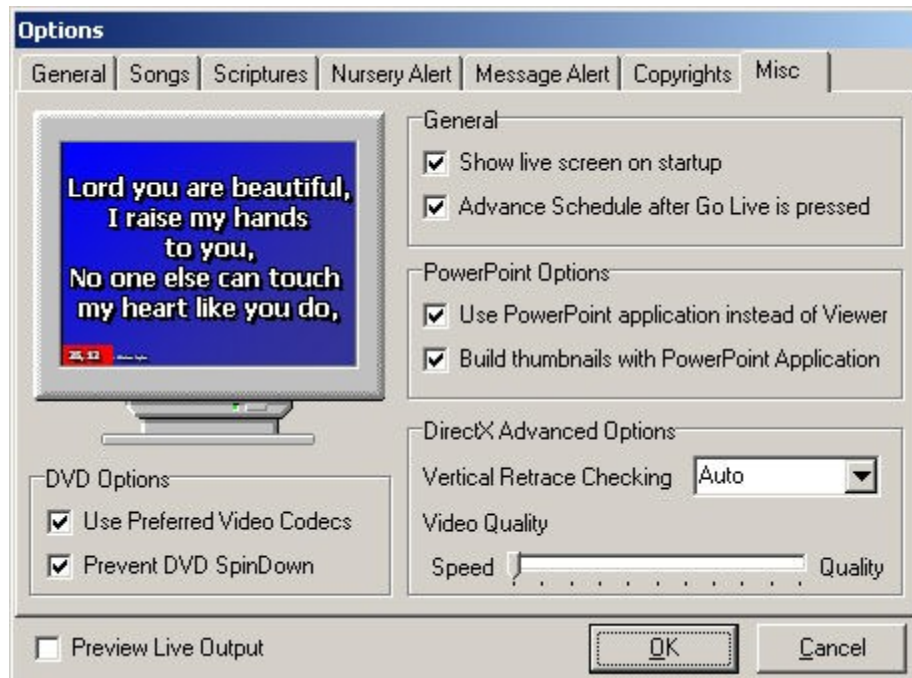 Options
General Songs Scriptures Nursery Alert Message Alert Copyrights Misc
Lord you are beautiful,
I raise my hands
to you,
No one else can touch
my heart like you do,
General
Show live screen on startup
Advance Schedule after Go Live is pressed
PowerPoint Options
Use PowerPoint application instead of Viewer
Build thumbnails with PowerPoint Application
DVD Options
Use Preferred Video Codecs
Prevent DVD SpinDown
DirectX Advanced Options
Vertical Retrace Checking Auto
Video Quality
Speed Quality
Preview Live Output
OK Cancel